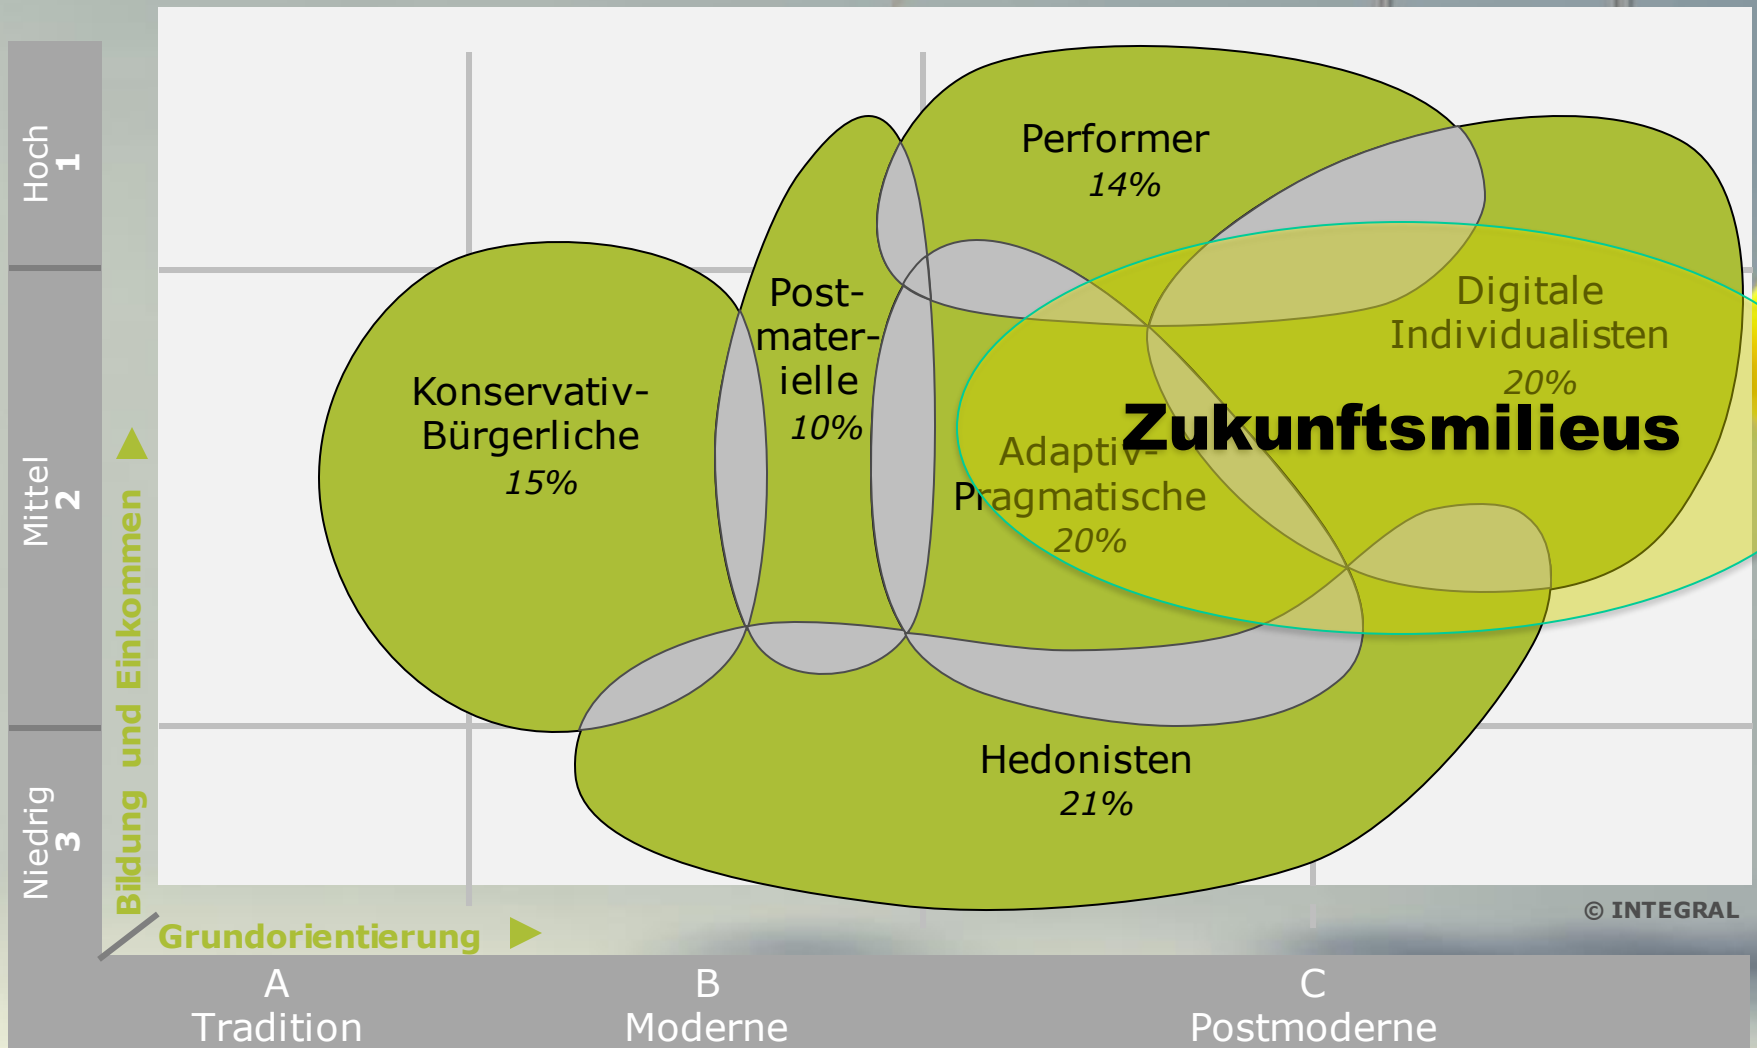 Hoch
1
Mittel
2
Niedrig
3
Bildung und Einkommen
Performer
14%
Post-
mater-
ielle
10%
Digitale
Individualisten
20%
Konservativ-
Bürgerliche
15%
Zukunftsmilieus
Adaptiv-
Pragmatische
20%
Hedonisten
21%
© INTEGRAL
Grundorientierung
A
Tradition
B
Moderne
C
Postmoderne